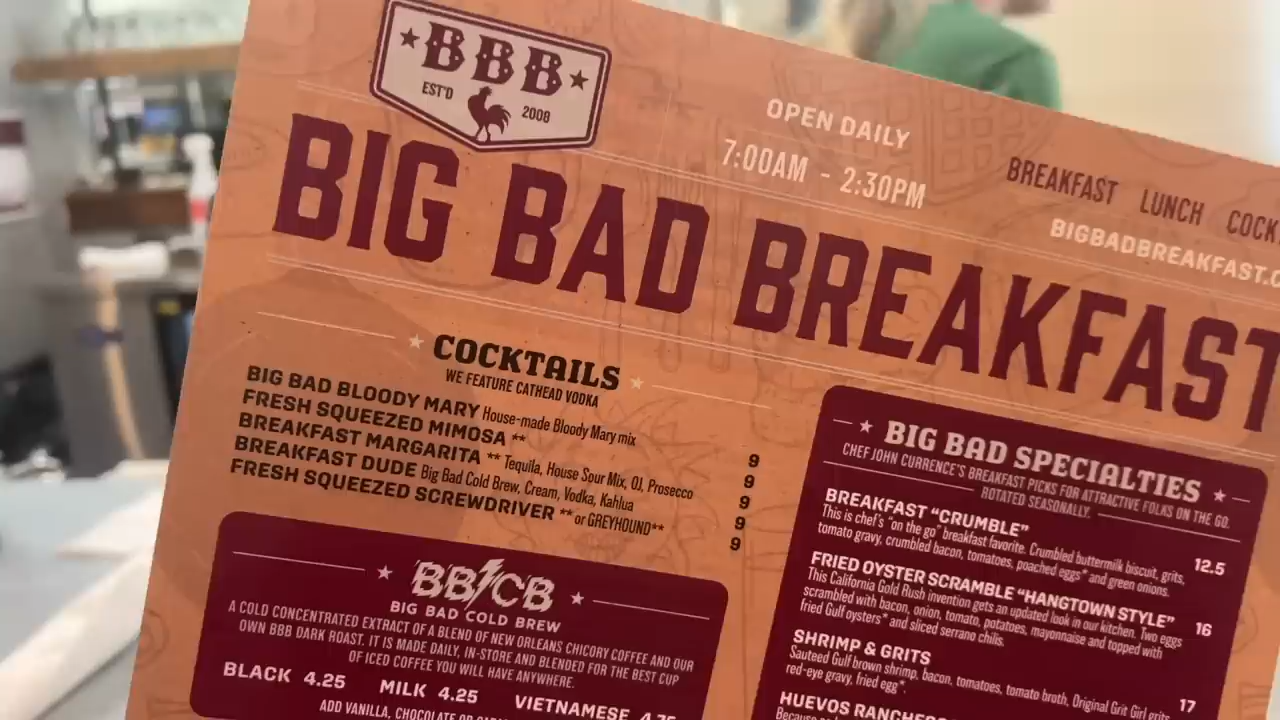 BBB
EST'D 2008
OPEN DAILY
7:00AM - 2:30PM
BREAKFAST LUNCH
BIGBADBREAKFAST.
BIG BAD BREAKFAST
COCKTAILS
WE FEATURE CATHEAD VODKA
BIG BAD BLOODY MARY House-made Bloody Mary mix 9
FRESH SQUEEZED MIMOSA ** 9
BREAKFAST MARGARITA ** Tequila, House Sour Mix, OJ, Prosecco 9
BREAKFAST DUDE Big Bad Cold Brew, Cream, Vodka, Kahlua 9
FRESH SQUEEZED SCREWDRIVER ** or GREYHOUND** 9
BB CB
BIG BAD COLD BREW
A COLD CONCENTRATED EXTRACT OF A BLEND OF NEW ORLEANS CHICORY COFFEE AND OUR
OWN BBB DARK ROAST. IT IS MADE DAILY, IN-STORE AND BLENDED FOR THE BEST CUP
OF ICED COFFEE YOU WILL HAVE ANYWHERE.
BLACK 4.25 MILK 4.25 VIETNAMESE 4.75
ADD VANILLA, CHOCOLATE OR
BIG BAD SPECIALTIES
CHEF JOHN CURRENCE'S BREAKFAST PICKS FOR ATTRACTIVE FOLKS ON THE GO.
ROTATED SEASONALLY.
BREAKFAST "CRUMBLE"
This is chef's "on the go" breakfast favorite. Crumbled buttermilk biscuit, grits,
tomato gravy, crumbled bacon, tomatoes, poached eggs* and green onions. 12.5
FRIED OYSTER SCRAMBLE "HANGTOWN STYLE"
This California Gold Rush invention gets an updated look in our kitchen. Two eggs
scrambled with bacon, onion, tomato, potatoes, mayonnaise and topped with
fried Gulf oysters* and sliced serrano chilis. 16
SHRIMP & GRITS
Sauteed Gulf brown shrimp, bacon, tomatoes, tomato broth, Original Grit Girl grits,
red-eye gravy, fried egg*. 17
HUEVOS RANCHEROS